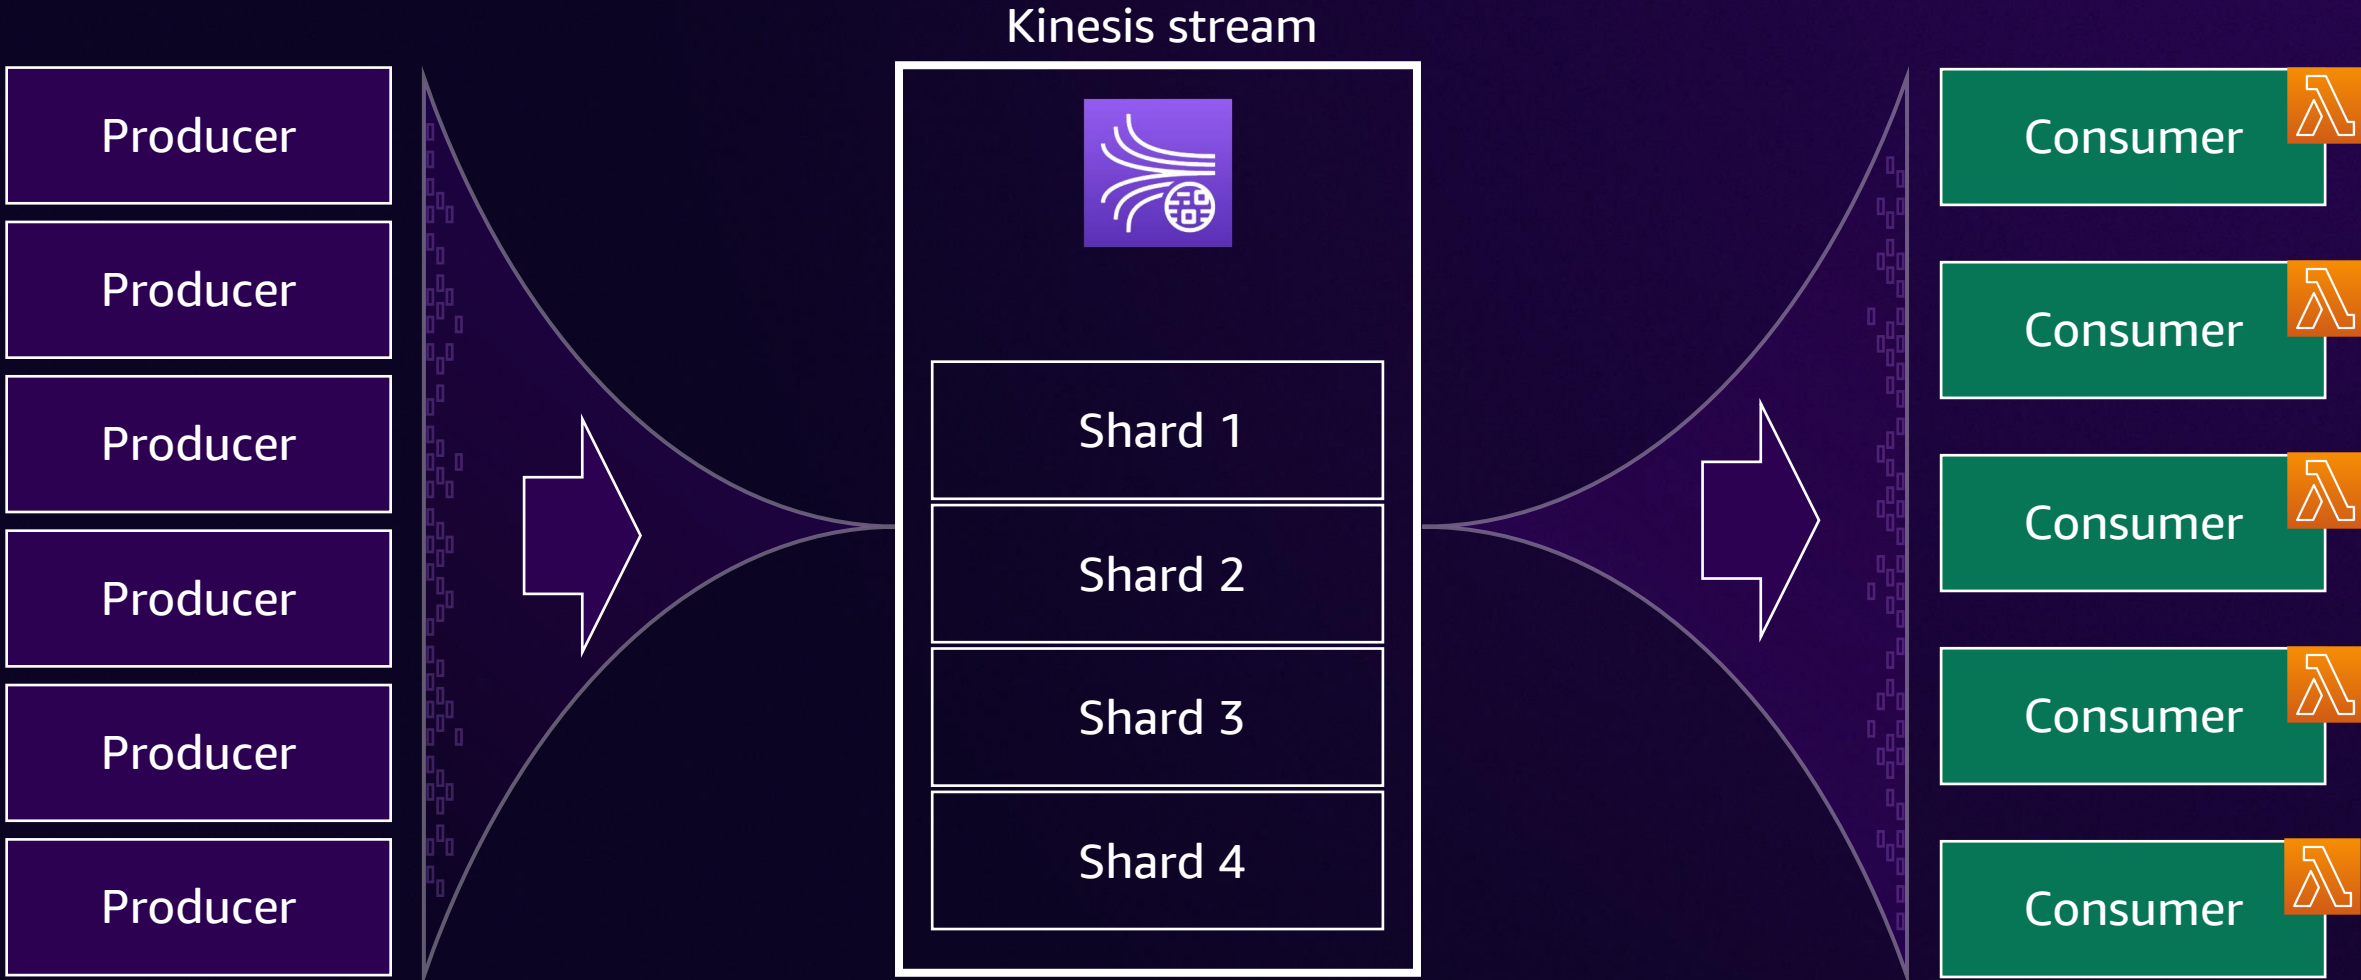 Kinesis stream
Producer
Producer
Producer
Producer
Producer
Producer
Shard 1
Shard 2
Shard 3
Shard 4
Consumer
Consumer
Consumer
Consumer
Consumer